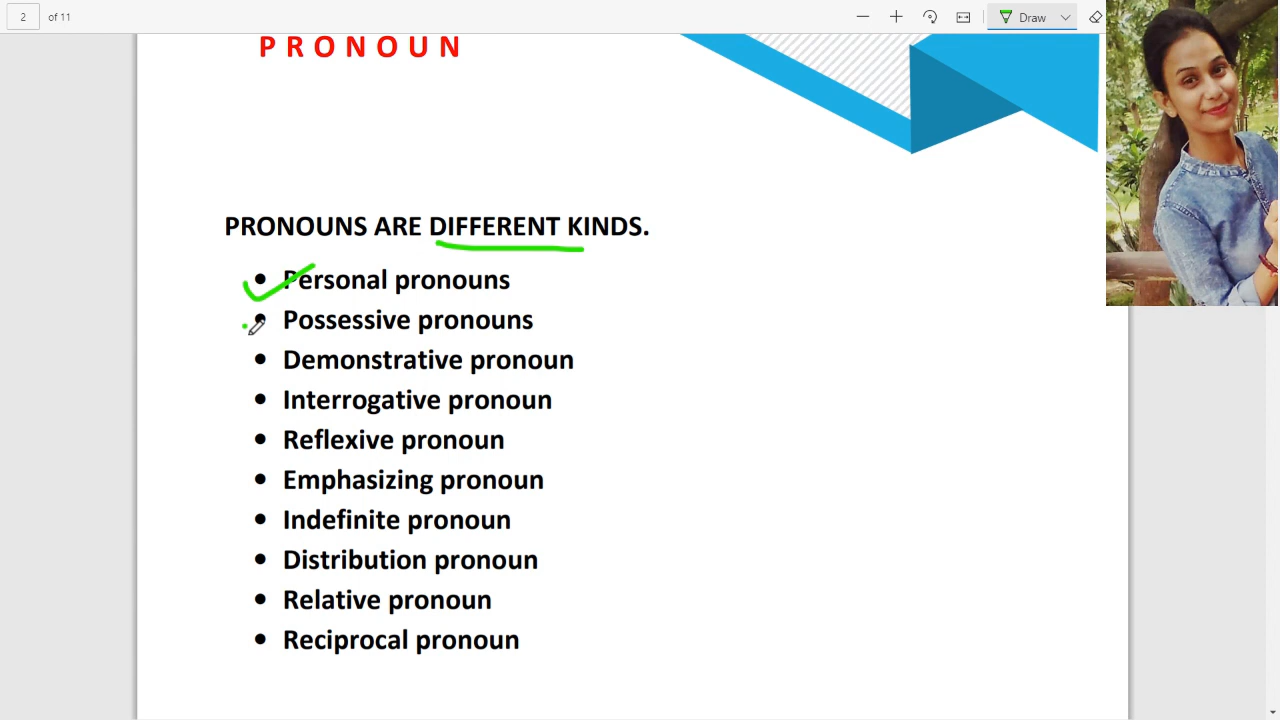 2 of 11
Draw
PRONOUN
PRONOUNS ARE DIFFERENT KINDS.
• Personal pronouns
• Possessive pronouns
• Demonstrative pronoun
• Interrogative pronoun
• Reflexive pronoun
• Emphasizing pronoun
• Indefinite pronoun
• Distribution pronoun
• Relative pronoun
• Reciprocal pronoun